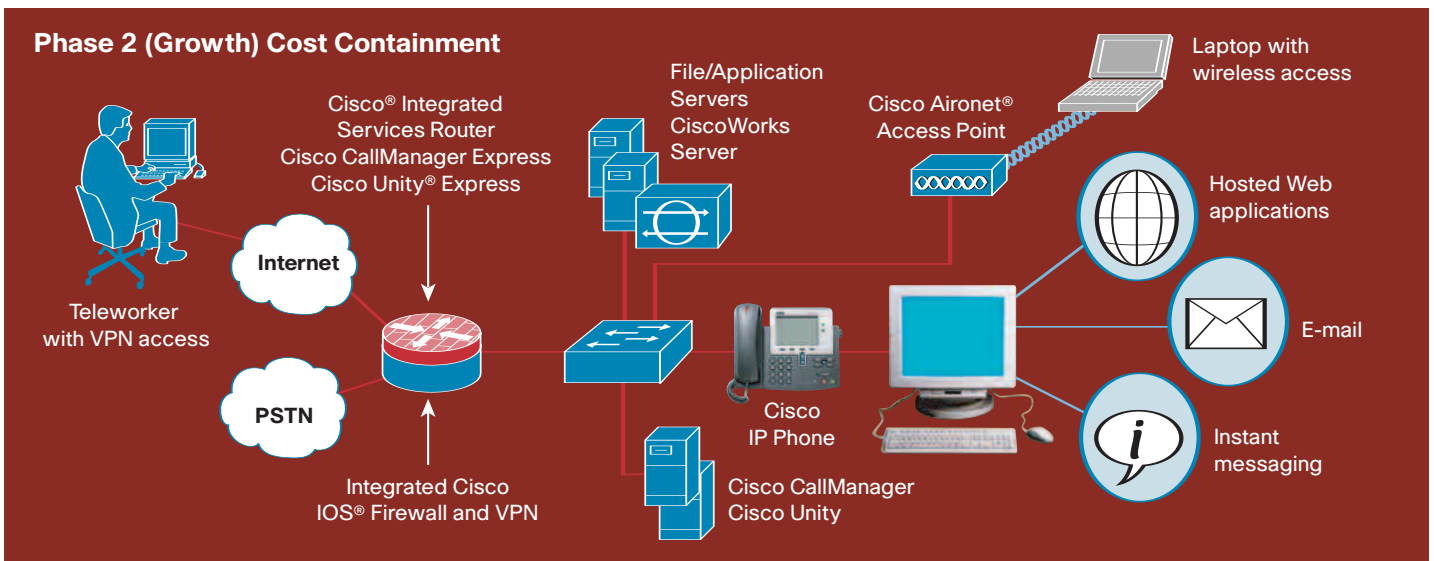 Phase 2 (Growth) Cost Containment
Cisco® Integrated
Services Router
Cisco CallManager Express
Cisco Unity® Express
File/Application
Servers
CiscoWorks
Server
Cisco Aironet®
Access Point
Laptop with
wireless access
Hosted Web
applications
Internet
Teleworker
with VPN access
E-mail
PSTN
Cisco
IP Phone
i
Instant
messaging
Integrated Cisco
IOS® Firewall and VPN
Cisco CallManager
Cisco Unity